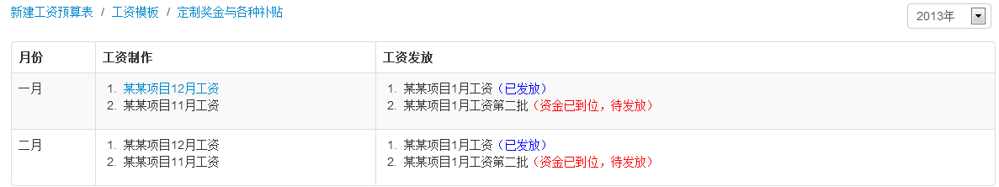 新建工资预算表 / 工资模板 / 定制奖金与各种补贴 2013年
月份 工资制作 工资发放
一月 1. 某某项目12月工资 1. 某某项目1月工资（已发放）
2. 某某项目11月工资 2. 某某项目1月工资第二批（资金已到位，待发放）
二月 1. 某某项目12月工资 1. 某某项目1月工资（已发放）
2. 某某项目11月工资 2. 某某项目1月工资第二批（资金已到位，待发放）